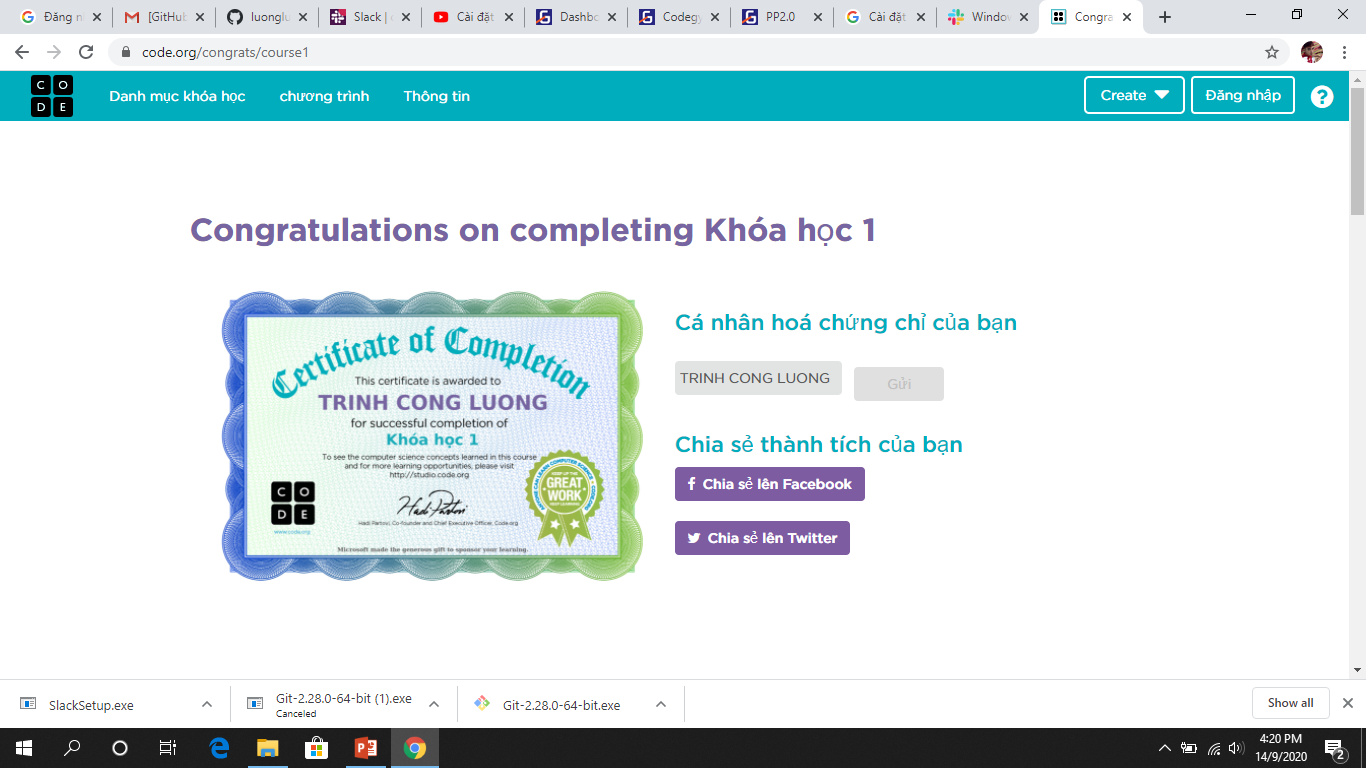 Đăng n
[GitHub
luonglu
Slack |
Cài đặt
Dashbo
Codegy
PP2.0
Cài đặt
Windov
Congra
code.org/congrats/course1
C O D E
Danh mục khóa học
chương trình
Thông tin
Create
Đăng nhập
?
Congratulations on completing Khóa học 1
Certificate of Completion
This certificate is awarded to
TRINH CONG LUONG
for successful completion of
Khóa học 1
To see the computer science concepts learned in this course
and for more learning opportunities, please visit
http://studio.code.org
C O
D E
www.code.org
Hadi Partovi
Hadi Partovi, Co-founder and Chief Executive Officer, Code.org
KEEP UP THE
GREAT
WORK
Microsoft made the generous gift to sponsor your learning.
Cá nhân hoá chứng chỉ của bạn
TRINH CONG LUONG
Gửi
Chia sẻ thành tích của bạn
Chia sẻ lên Facebook
Chia sẻ lên Twitter
SlackSetup.exe
Git-2.28.0-64-bit (1).exe
Canceled
Git-2.28.0-64-bit.exe
Show all
4:20 PM
14/9/2020
2